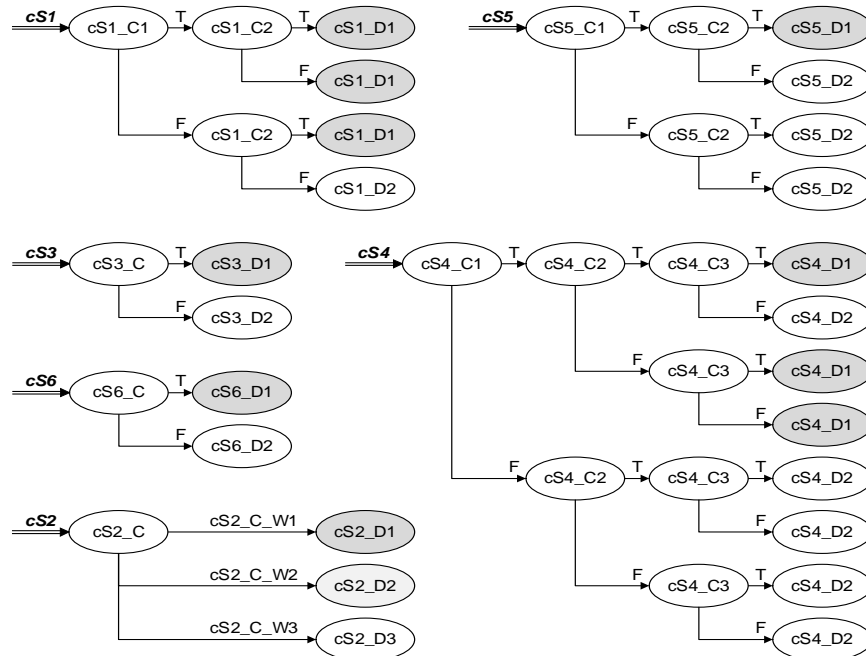 cS1 cS1_C1 T cS1_C2 T cS1_D1
F cS1_D1
F cS1_C2 T cS1_D1
F cS1_D2
cS5 cS5_C1 T cS5_C2 T cS5_D1
F cS5_D2
F cS5_C2 T cS5_D2
F cS5_D2
cS3 cS3_C T cS3_D1
F cS3_D2
cS6 cS6_C T cS6_D1
F cS6_D2
cS2 cS2_C cS2_C_W1 cS2_D1
cS2_C_W2 cS2_D2
cS2_C_W3 cS2_D3
cS4 cS4_C1 T cS4_C2 T cS4_C3 T cS4_D1
F cS4_D2
F cS4_C3 T cS4_D1
F cS4_D1
F cS4_C2 T cS4_C3 T cS4_D2
F cS4_D2
F cS4_C3 T cS4_D2
F cS4_D2